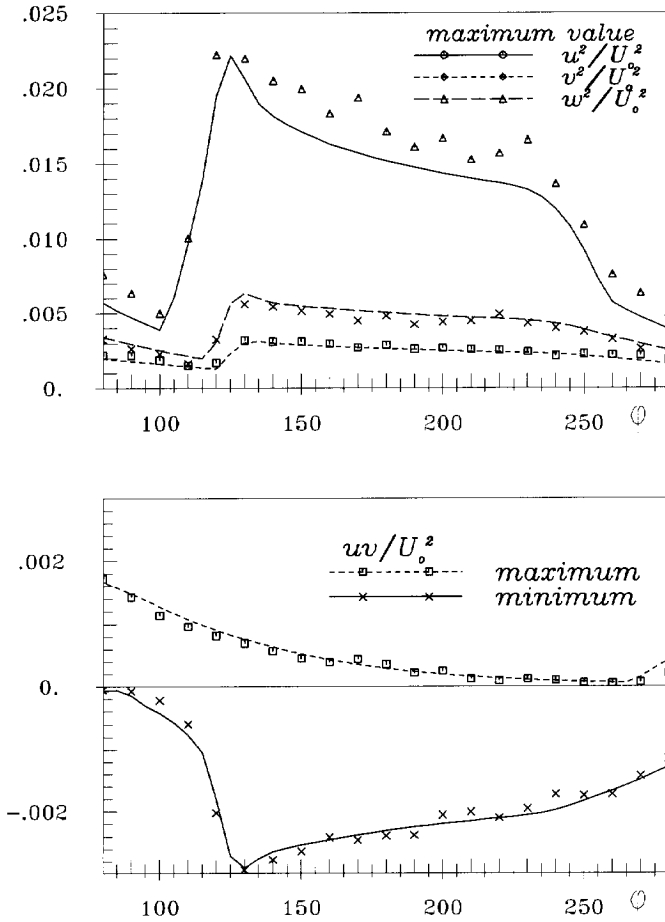 .025
maximum value
u²/U₀²
v²/U₀²
w²/U₀²
.020
.015
.010
.005
0.
100 150 200 250 φ
.002
uv/U₀²
maximum
minimum
0.
-.002
100 150 200 250 φ